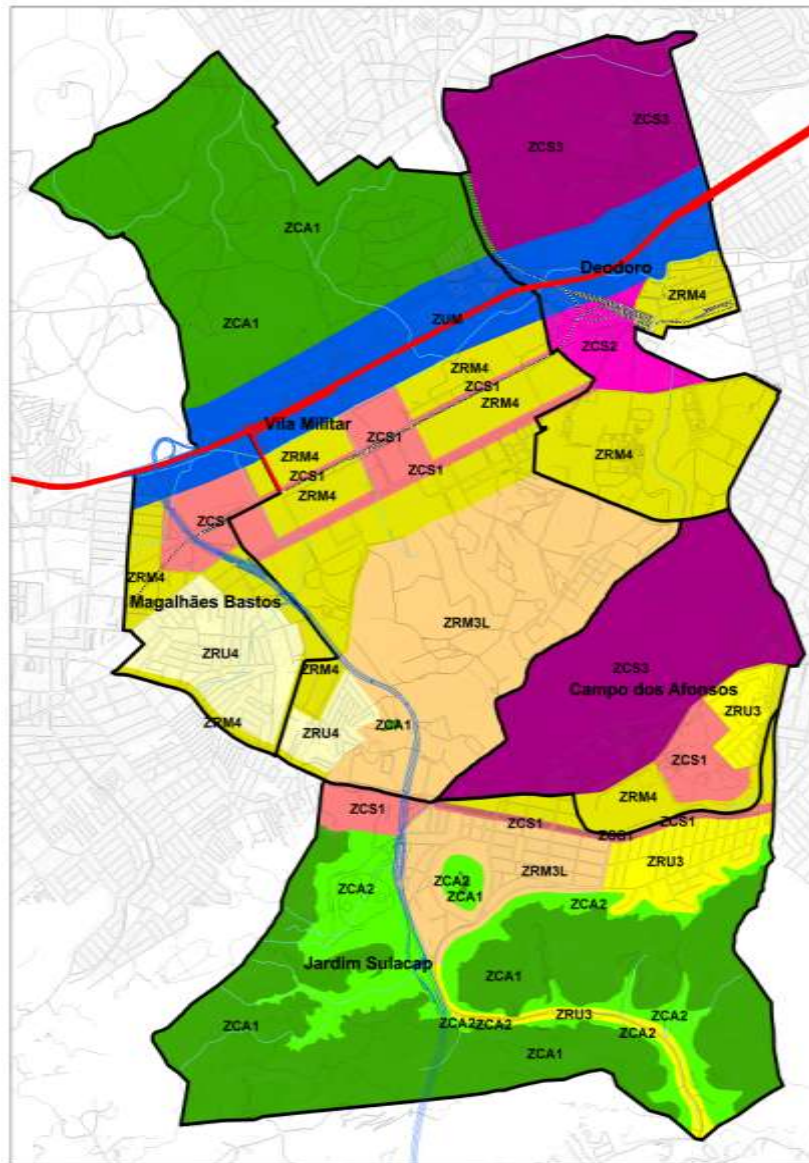 ZCS3
ZCS3
ZCA1
Deodoro
ZRM4
ZCA1
ZUM
ZCS2
ZRM4
ZCS1
ZRM4
Vila Militar
ZCS1
ZRM4
ZCS1
ZCS1
ZRM4
ZRM4
ZCS
ZRM4
Magalhães Bastos
ZRM3L
ZRU4
ZRM4
ZCS3
Campo dos Afonsos
ZRU3
ZRM4
ZCA1
ZRU4
ZCS1
ZRM4
ZCS1
ZCS1
ZCS1
ZCS1
ZRM3L
ZRU3
ZCA2
ZCA2
ZCA1
ZCA2
Jardim Sulacap
ZCA1
ZCA1
ZCA2
ZCA2
ZRU3
ZCA2
ZCA2
ZCA1